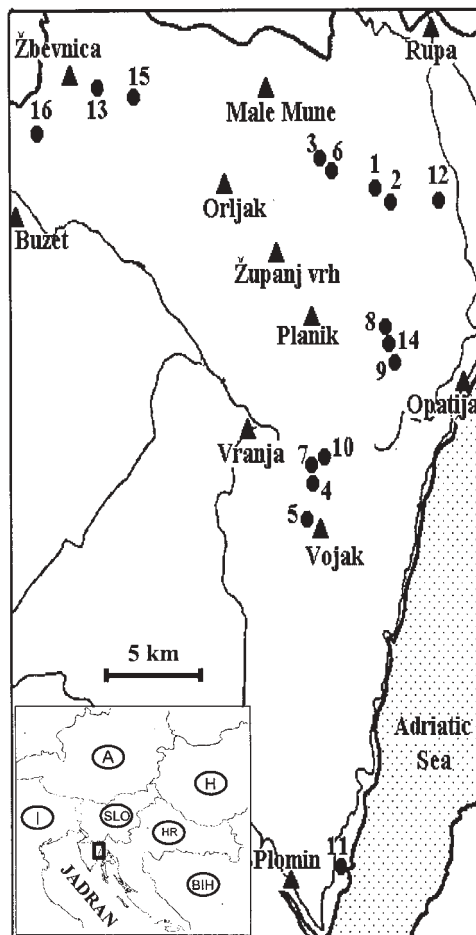 Žbevnica
Rupa
15
16
13
Male Mune
3
6
1
2
12
Orljak
Buzet
Županj vrh
8
Planik
14
9
Opatija
Vranja
7
10
4
5
Vojak
5 km
Adriatic
Sea
A
H
I
SLO
HR
JADRAN
BIH
Plomin
11